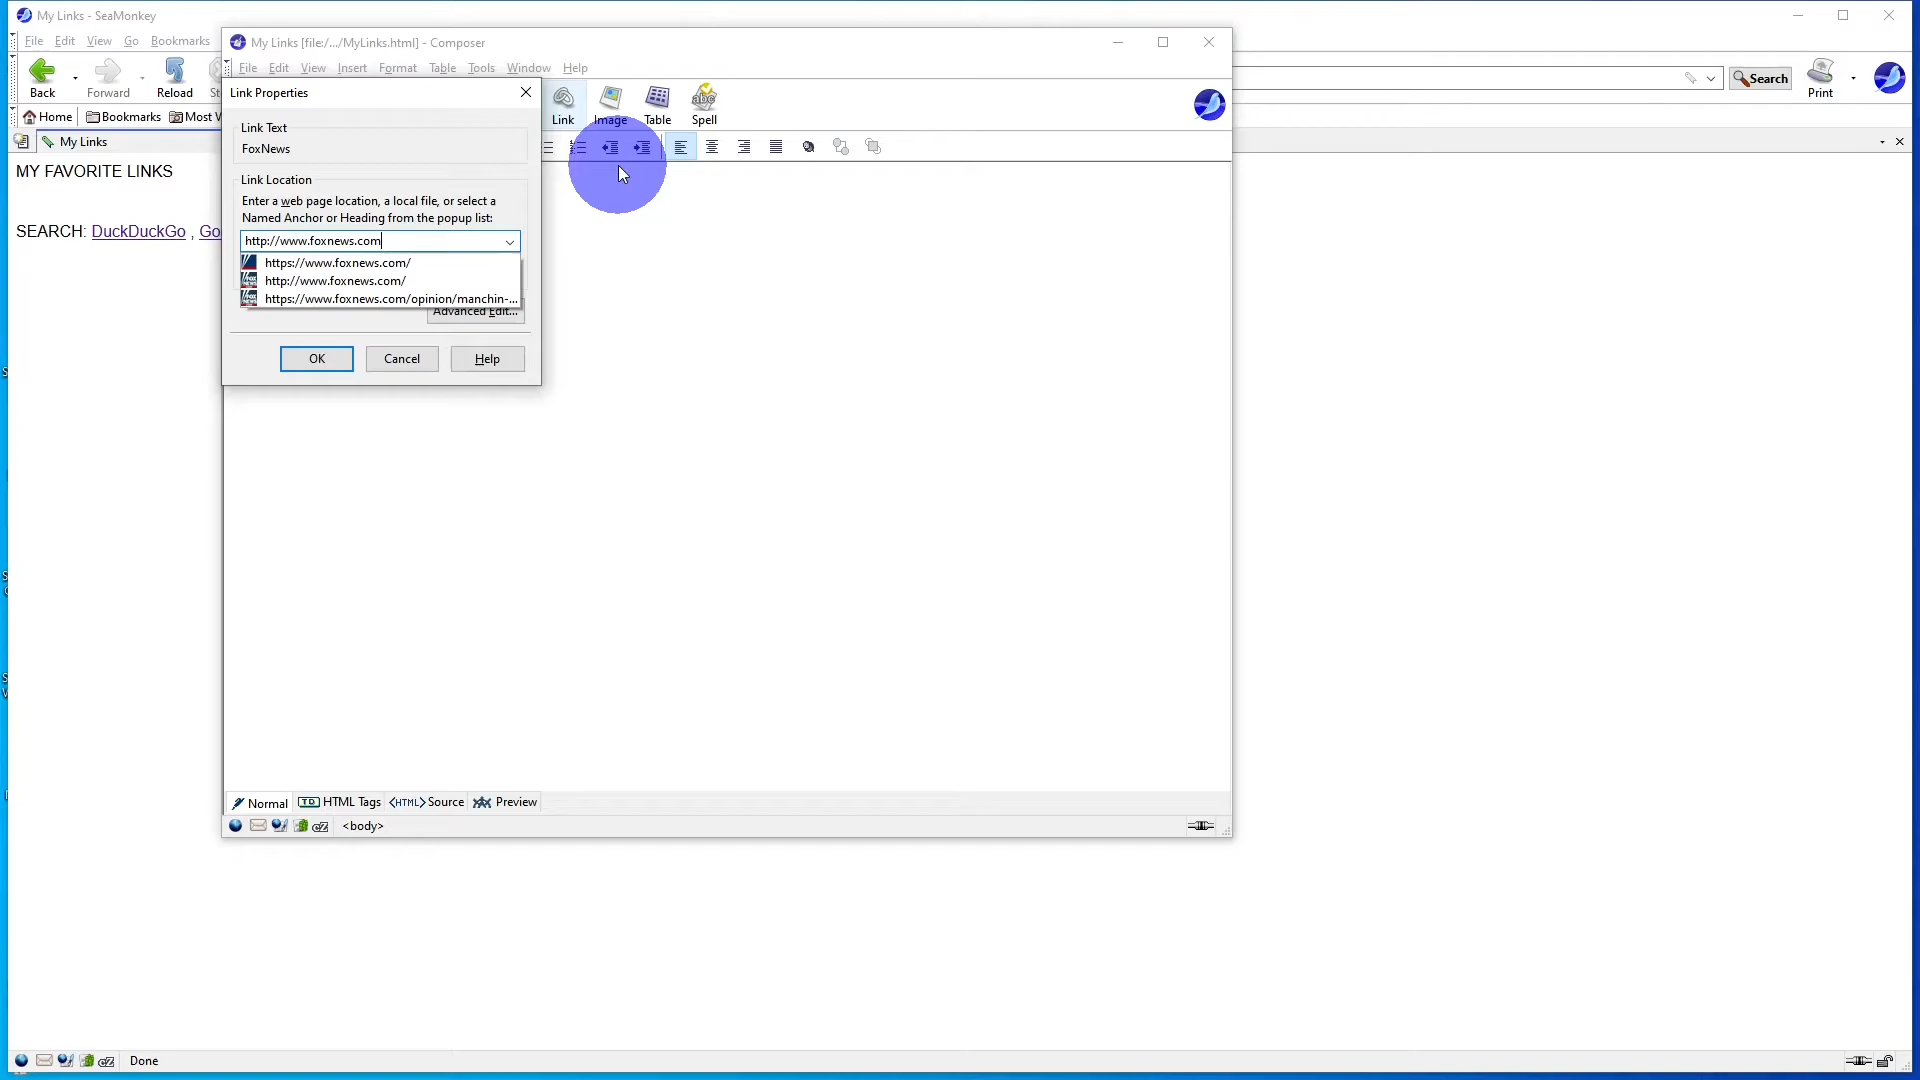 My Links - SeaMonkey
File Edit View Go Bookmarks
Back Forward Reload
Search Print
Home Bookmarks
My Links
MY FAVORITE LINKS
SEARCH: DuckDuckGo ,
My Links [file:/.../MyLinks.html] - Composer
File Edit View Insert Format Table Tools Window Help
Link Image Table Spell
Link Properties
Link Text
FoxNews
Link Location
Enter a web page location, a local file, or select a
Named Anchor or Heading from the popup list:
http://www.foxnews.com
https://www.foxnews.com/
http://www.foxnews.com/
https://www.foxnews.com/opinion/manchin-...
Advanced Edit...
OK Cancel Help
Normal HTML Tags <HTML> Source Preview
<body>
Done